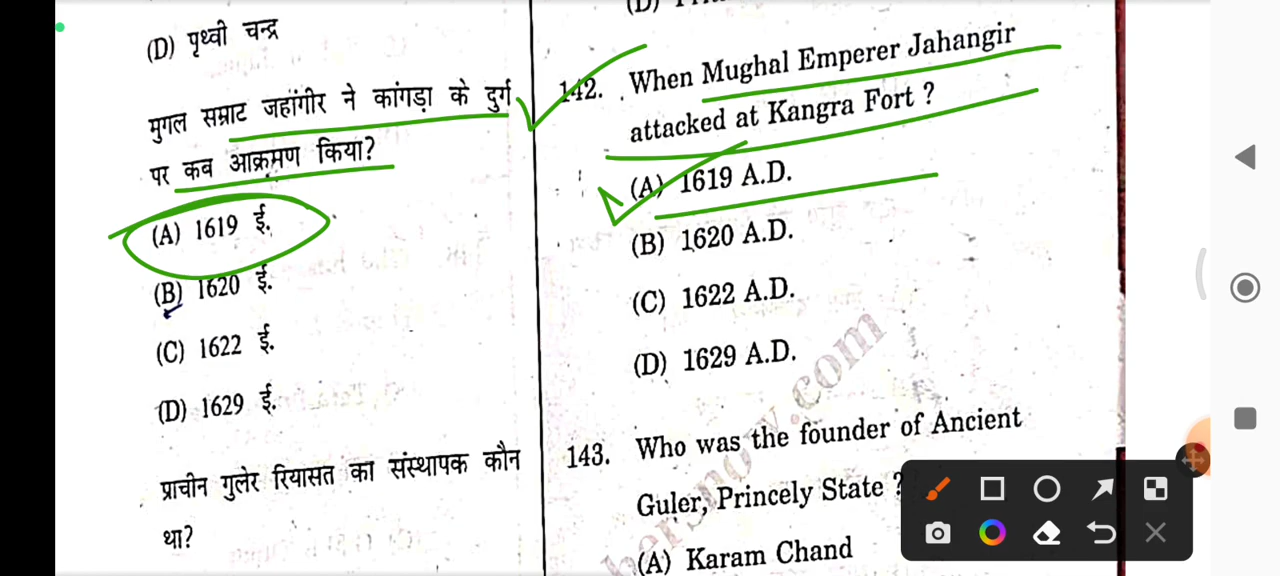 (D) पृथ्वी चन्द्र
मुगल सम्राट जहांगीर ने कांगड़ा के दुर्ग
पर कब आक्रमण किया?
(A) 1619 ई.
(B) 1620 ई.
(C) 1622 ई.
(D) 1629 ई.
प्राचीन गुलेर रियासत का संस्थापक कौन
था?
(D)
142. When Mughal Emperer Jahangir
attacked at Kangra Fort ?
(A) 1619 A.D.
(B) 1620 A.D.
(C) 1622 A.D.
(D) 1629 A.D.
143. Who was the founder of Ancient
Guler, Princely State ?
(A) Karam Chand